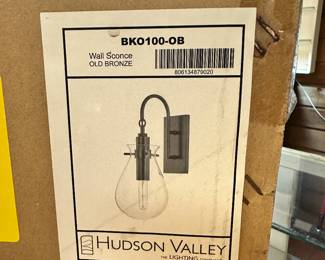 BKO100-OB
Wall Sconce
OLD BRONZE
806134879020
HUDSON VALLEY
THE LIGHTING